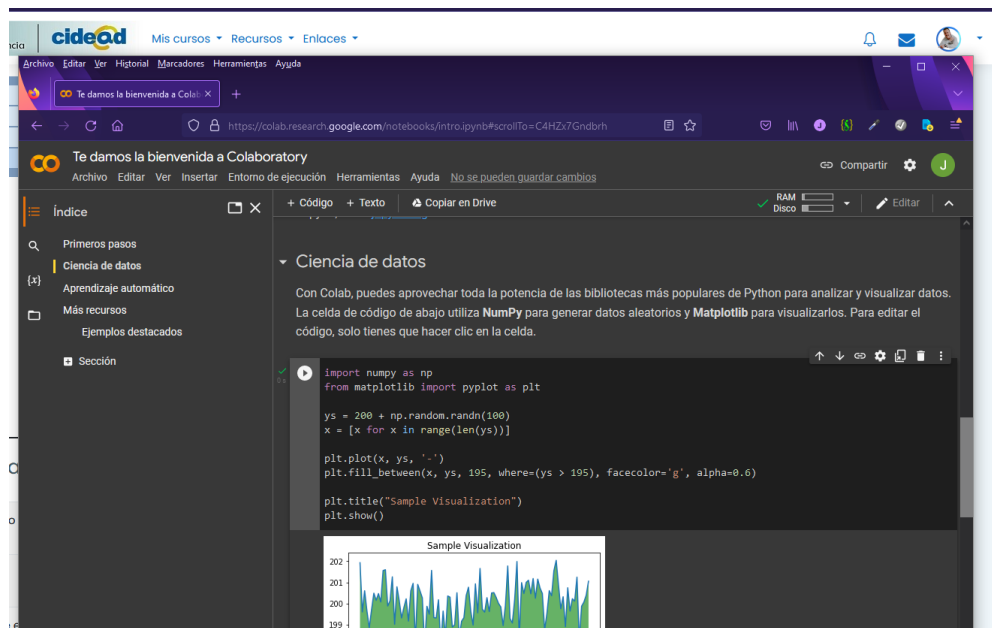 ncia
cidead Mis cursos Recursos Enlaces
Archivo Editar Ver Historial Marcadores Herramientas Ayuda
Te damos la bienvenida a Colab
https://colab.research.google.com/notebooks/intro.ipynb#scrollTo=C4HZx7Gndbrh
Te damos la bienvenida a Colaboratory
Archivo Editar Ver Insertar Entorno de ejecución Herramientas Ayuda No se pueden guardar cambios
Compartir J
Índice
+ Código + Texto Copiar en Drive
RAM
Disco
Editar
Primeros pasos
Ciencia de datos
Aprendizaje automático
Más recursos
Ejemplos destacados
Sección
{x}
Ciencia de datos
Con Colab, puedes aprovechar toda la potencia de las bibliotecas más populares de Python para analizar y visualizar datos.
La celda de código de abajo utiliza NumPy para generar datos aleatorios y Matplotlib para visualizarlos. Para editar el
código, solo tienes que hacer clic en la celda.
0 s
import numpy as np
from matplotlib import pyplot as plt
ys = 200 + np.random.randn(100)
x = [x for x in range(len(ys))]
plt.plot(x, ys, '-')
plt.fill_between(x, ys, 195, where=(ys > 195), facecolor='g', alpha=0.6)
plt.title("Sample Visualization")
plt.show()
Sample Visualization
202
201
200
199